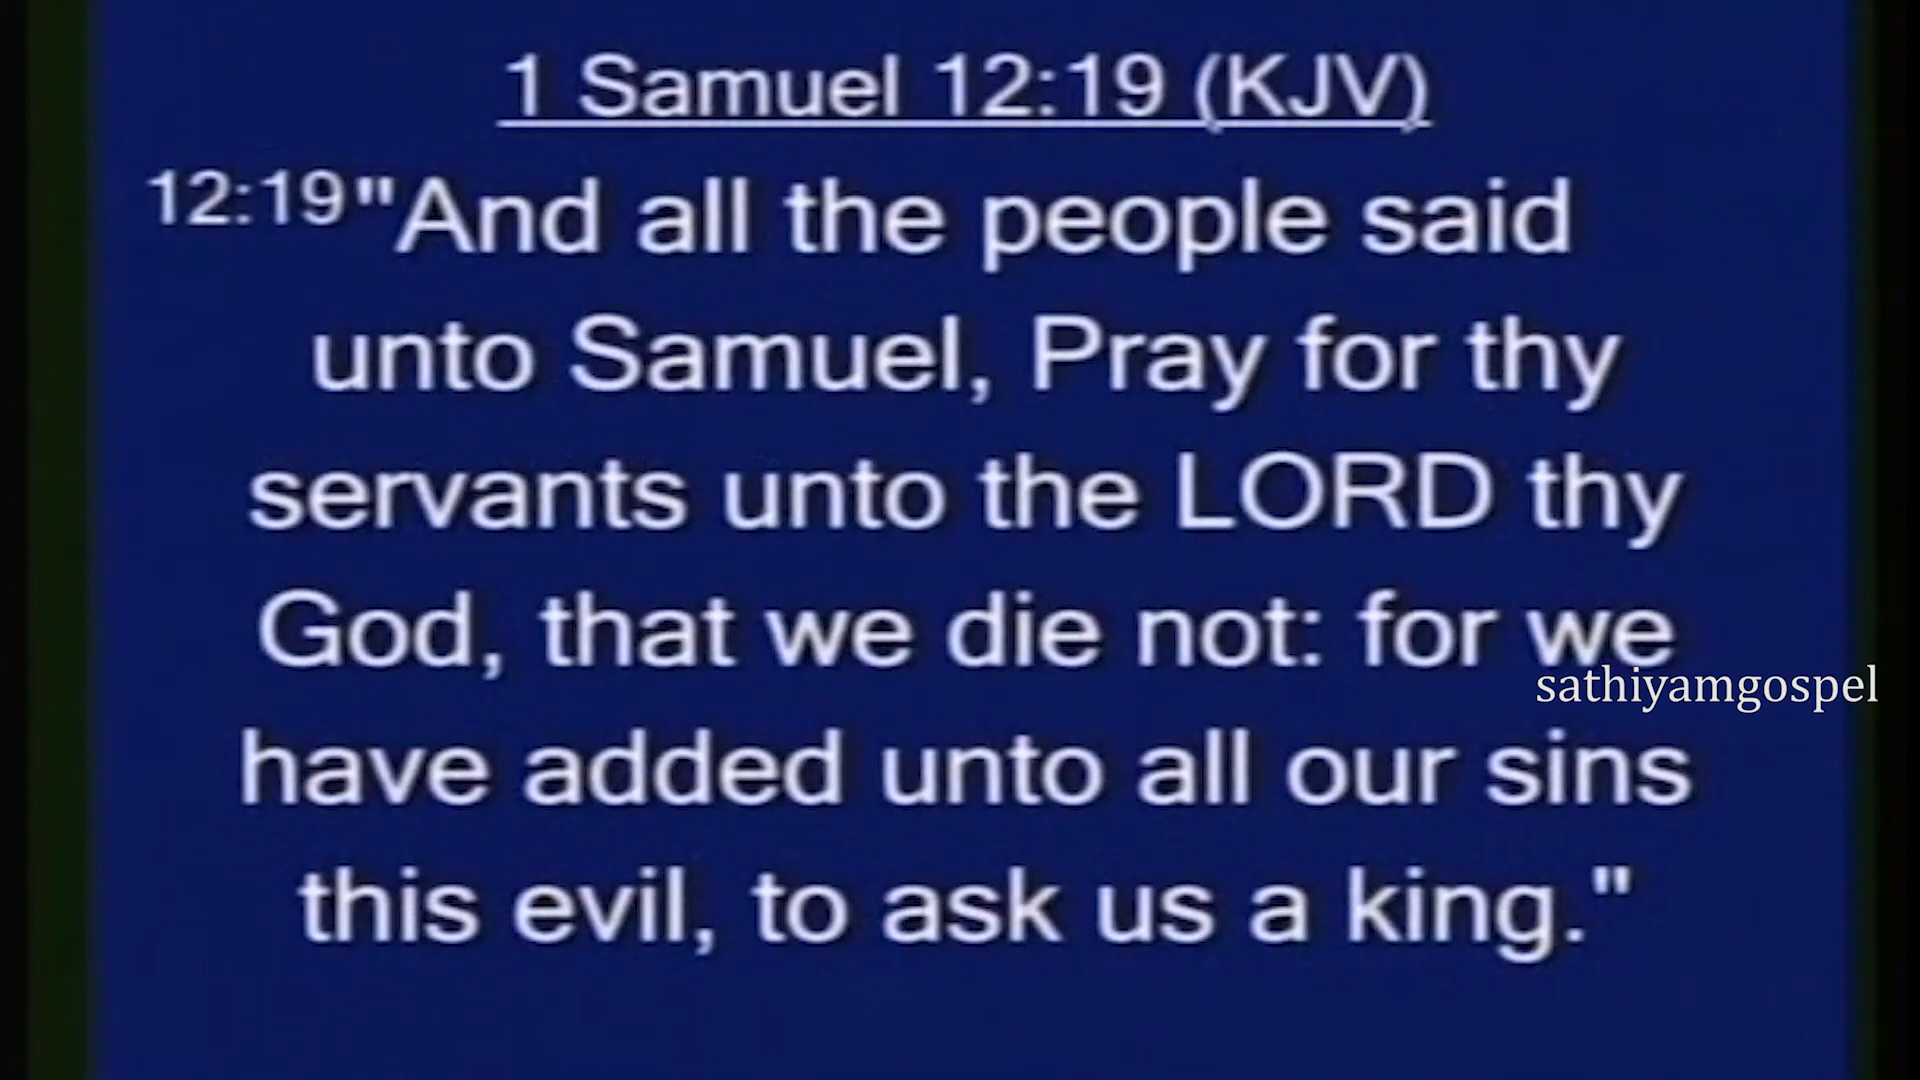 1 Samuel 12:19 (KJV)
12:19"And all the people said
unto Samuel, Pray for thy
servants unto the LORD thy
God, that we die not: for we
sathiyamgospel
have added unto all our sins
this evil, to ask us a king."